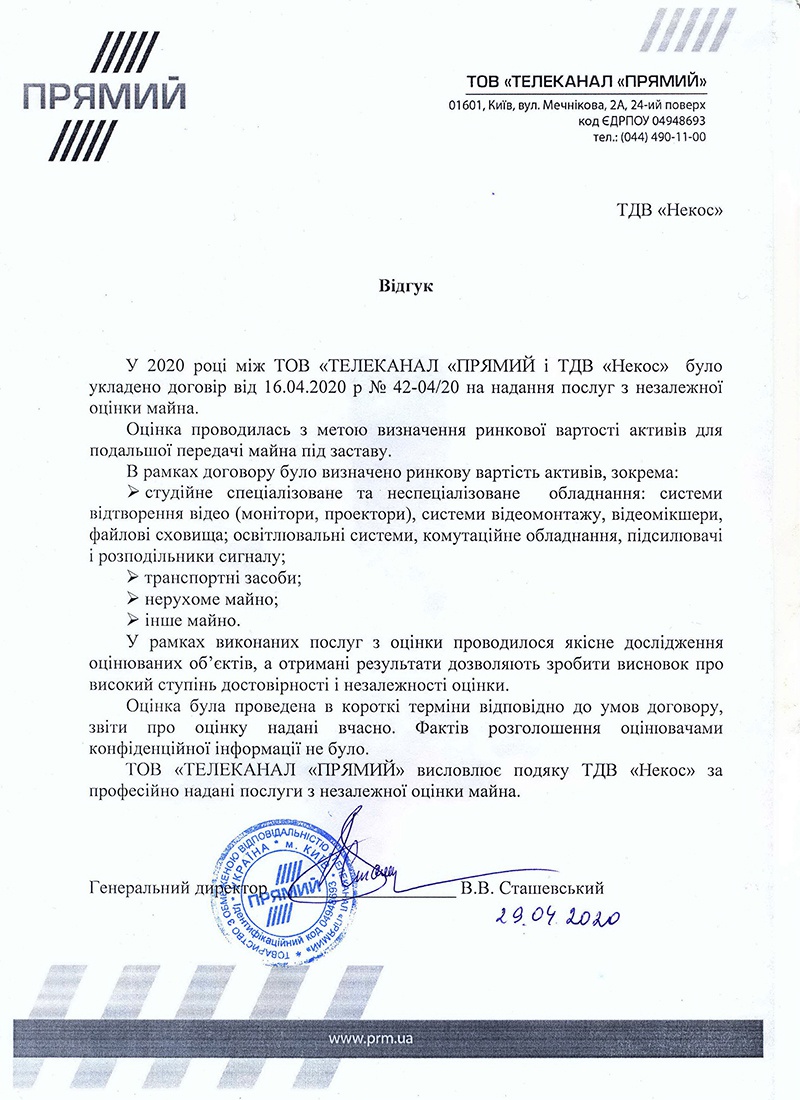 ПРЯМИЙ
ТОВ «ТЕЛЕКАНАЛ «ПРЯМИЙ»
01601, Київ, вул. Мечнікова, 2А, 24-ий поверх
код ЄДРПОУ 04948693
тел.: (044) 490-11-00
ТДВ «Некос»
Відгук
У 2020 році між ТОВ «ТЕЛЕКАНАЛ «ПРЯМИЙ і ТДВ «Некос» було
укладено договір від 16.04.2020 р № 42-04/20 на надання послуг з незалежної
оцінки майна.
Оцінка проводилась з метою визначення ринкової вартості активів для
подальшої передачі майна під заставу.
В рамках договору було визначено ринкову вартість активів, зокрема:
➢ студійне спеціалізоване та неспеціалізоване обладнання: системи
відтворення відео (монітори, проектори), системи відеомонтажу, відеомікшери,
файлові сховища; освітлювальні системи, комутаційне обладнання, підсилювачі
і розподільники сигналу;
➢ транспортні засоби;
➢ нерухоме майно;
➢ інше майно.
У рамках виконаних послуг з оцінки проводилося якісне дослідження
оцінюваних об’єктів, а отримані результати дозволяють зробити висновок про
високий ступінь достовірності і незалежності оцінки.
Оцінка була проведена в короткі терміни відповідно до умов договору,
звіти про оцінку надані вчасно. Фактів розголошення оцінювачами
конфіденційної інформації не було.
ТОВ «ТЕЛЕКАНАЛ «ПРЯМИЙ» висловлює подяку ТДВ «Некос» за
професійно надані послуги з незалежної оцінки майна.
Генеральний директор В.В. Сташевський
29.04 2020
ТОВАРИСТВО З ОБМЕЖЕНОЮ ВІДПОВІДАЛЬНІСТЮ «ТЕЛЕКАНАЛ «ПРЯМИЙ» *
* УКРАЇНА * м. КИЇВ *
Ідентифікаційний код 04948693
ПРЯМИЙ
www.prm.ua